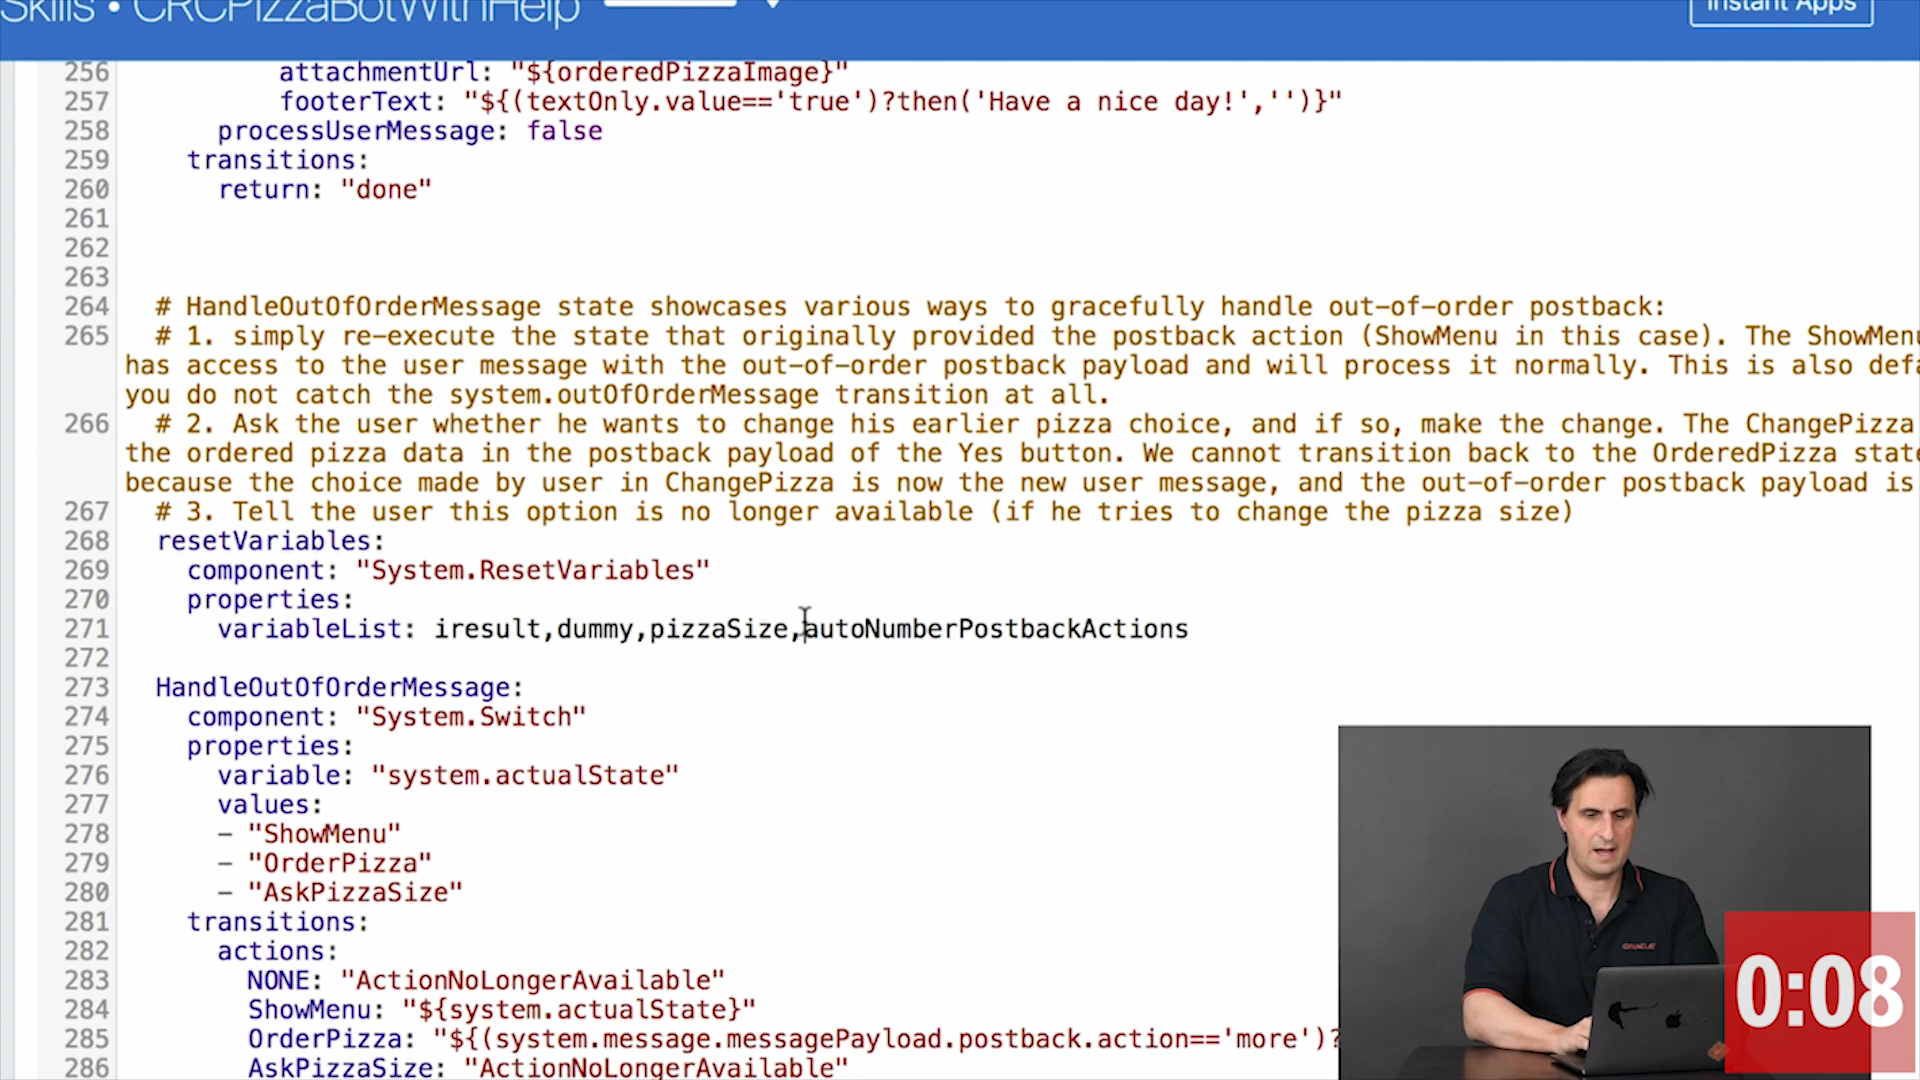 Skills • CRCPizzaBotWithHelp
Instant Apps
256 attachmentUrl: "${orderedPizzaImage}"
257 footerText: "${(textOnly.value=='true')?then('Have a nice day!','')}"
258 processUserMessage: false
259 transitions:
260 return: "done"
261
262
263
264 # HandleOutOfOrderMessage state showcases various ways to gracefully handle out-of-order postback:
265 # 1. simply re-execute the state that originally provided the postback action (ShowMenu in this case). The ShowMenu
has access to the user message with the out-of-order postback payload and will process it normally. This is also defa
you do not catch the system.outOfOrderMessage transition at all.
266 # 2. Ask the user whether he wants to change his earlier pizza choice, and if so, make the change. The ChangePizza
the ordered pizza data in the postback payload of the Yes button. We cannot transition back to the OrderedPizza state
because the choice made by user in ChangePizza is now the new user message, and the out-of-order postback payload is
267 # 3. Tell the user this option is no longer available (if he tries to change the pizza size)
268 resetVariables:
269 component: "System.ResetVariables"
270 properties:
271 variableList: iresult,dummy,pizzaSize,autoNumberPostbackActions
272
273 HandleOutOfOrderMessage:
274 component: "System.Switch"
275 properties:
276 variable: "system.actualState"
277 values:
278 – "ShowMenu"
279 – "OrderPizza"
280 – "AskPizzaSize"
281 transitions:
282 actions:
283 NONE: "ActionNoLongerAvailable"
284 ShowMenu: "${system.actualState}"
285 OrderPizza: "${(system.message.messagePayload.postback.action=='more')?
286 AskPizzaSize: "ActionNoLongerAvailable"
ORACLE
0:08